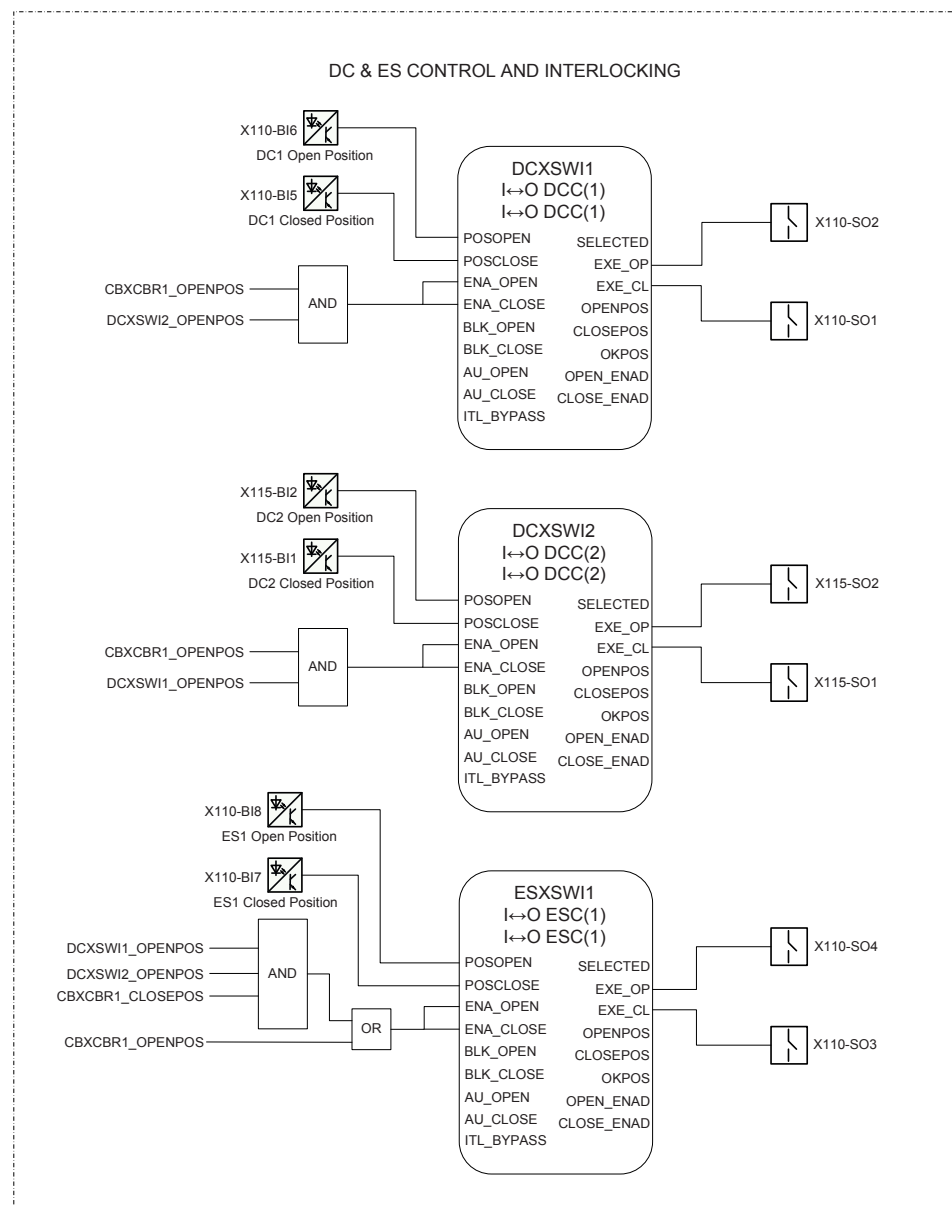 DC & ES CONTROL AND INTERLOCKING
X110-BI6
DC1 Open Position
X110-BI5
DC1 Closed Position
CBXCBR1_OPENPOS
DCXSWI2_OPENPOS
AND
DCXSWI1
I↔O DCC(1)
I↔O DCC(1)
POSOPEN
POSCLOSE
ENA_OPEN
ENA_CLOSE
BLK_OPEN
BLK_CLOSE
AU_OPEN
AU_CLOSE
ITL_BYPASS
SELECTED
EXE_OP
EXE_CL
OPENPOS
CLOSEPOS
OKPOS
OPEN_ENAD
CLOSE_ENAD
X110-SO2
X110-SO1
X115-BI2
DC2 Open Position
X115-BI1
DC2 Closed Position
CBXCBR1_OPENPOS
DCXSWI1_OPENPOS
AND
DCXSWI2
I↔O DCC(2)
I↔O DCC(2)
POSOPEN
POSCLOSE
ENA_OPEN
ENA_CLOSE
BLK_OPEN
BLK_CLOSE
AU_OPEN
AU_CLOSE
ITL_BYPASS
SELECTED
EXE_OP
EXE_CL
OPENPOS
CLOSEPOS
OKPOS
OPEN_ENAD
CLOSE_ENAD
X115-SO2
X115-SO1
X110-BI8
ES1 Open Position
X110-BI7
ES1 Closed Position
DCXSWI1_OPENPOS
DCXSWI2_OPENPOS
CBXCBR1_CLOSEPOS
CBXCBR1_OPENPOS
AND
OR
ESXSWI1
I↔O ESC(1)
I↔O ESC(1)
POSOPEN
POSCLOSE
ENA_OPEN
ENA_CLOSE
BLK_OPEN
BLK_CLOSE
AU_OPEN
AU_CLOSE
ITL_BYPASS
SELECTED
EXE_OP
EXE_CL
OPENPOS
CLOSEPOS
OKPOS
OPEN_ENAD
CLOSE_ENAD
X110-SO4
X110-SO3